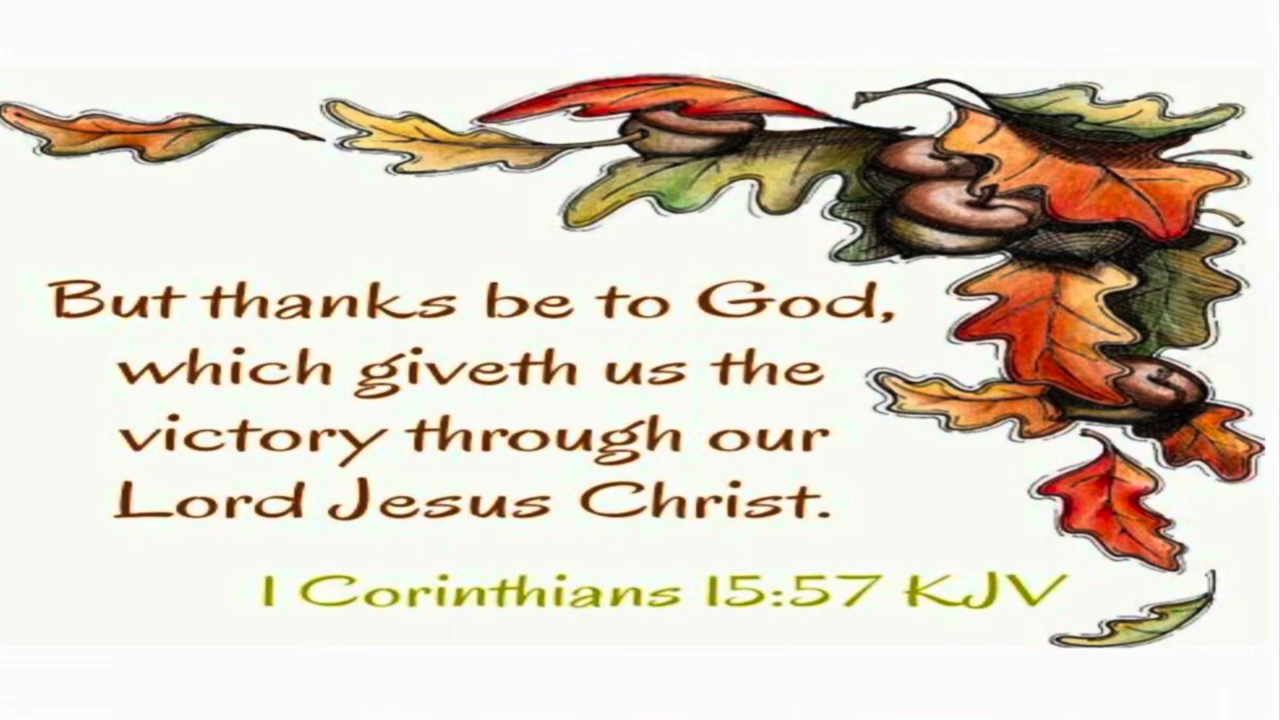 But thanks be to God,
which giveth us the
victory through our
Lord Jesus Christ.
1 Corinthians 15:57 KJV